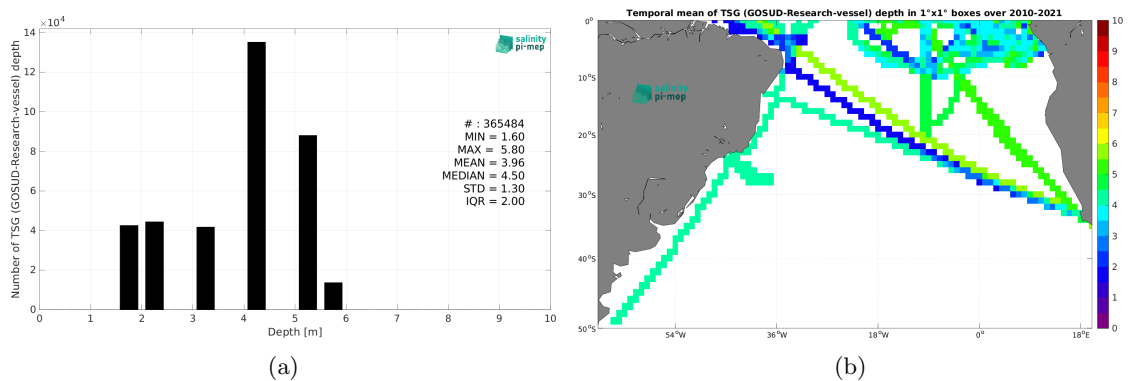 ×10⁴
14
12
10
8
6
4
2
0
0 1 2 3 4 5 6 7 8 9 10
Number of TSG (GOSUD-Research-vessel) depth
Depth [m]
salinity
pi-mep
# : 365484
MIN = 1.60
MAX = 5.80
MEAN = 3.96
MEDIAN = 4.50
STD = 1.30
IQR = 2.00
(a)
Temporal mean of TSG (GOSUD-Research-vessel) depth in 1°x1° boxes over 2010-2021
0°
10°S
20°S
30°S
40°S
50°S
54°W 36°W 18°W 0° 18°E
salinity
pi-mep
10
9
8
7
6
5
4
3
2
1
0
(b)